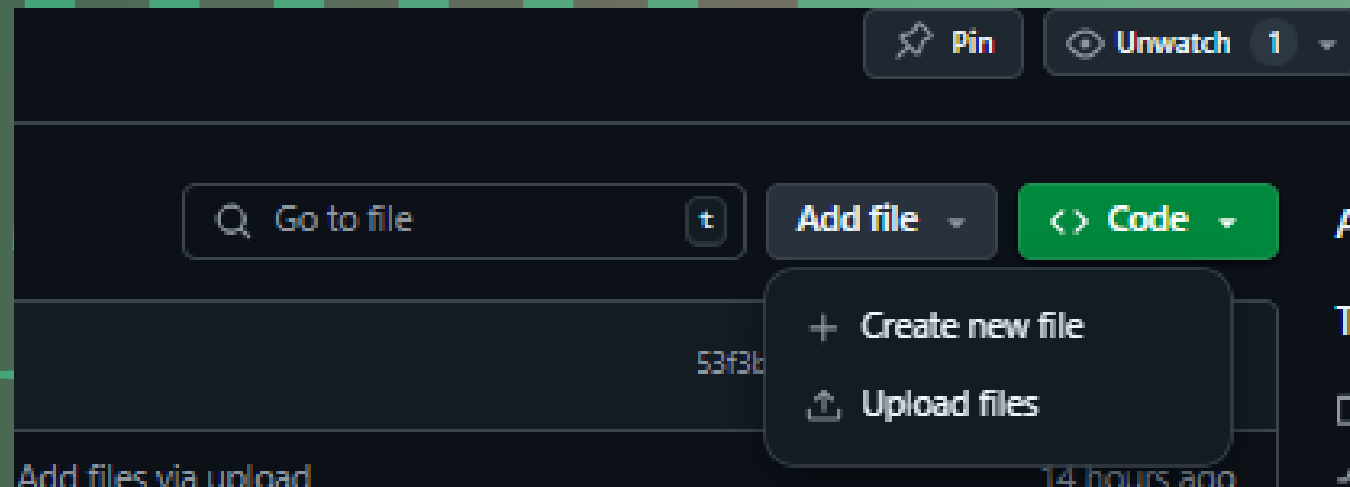 Pin
Unwatch 1
Go to file t
Add file
Code
Create new file
53f3b
Upload files
Add files via upload
14 hours ago